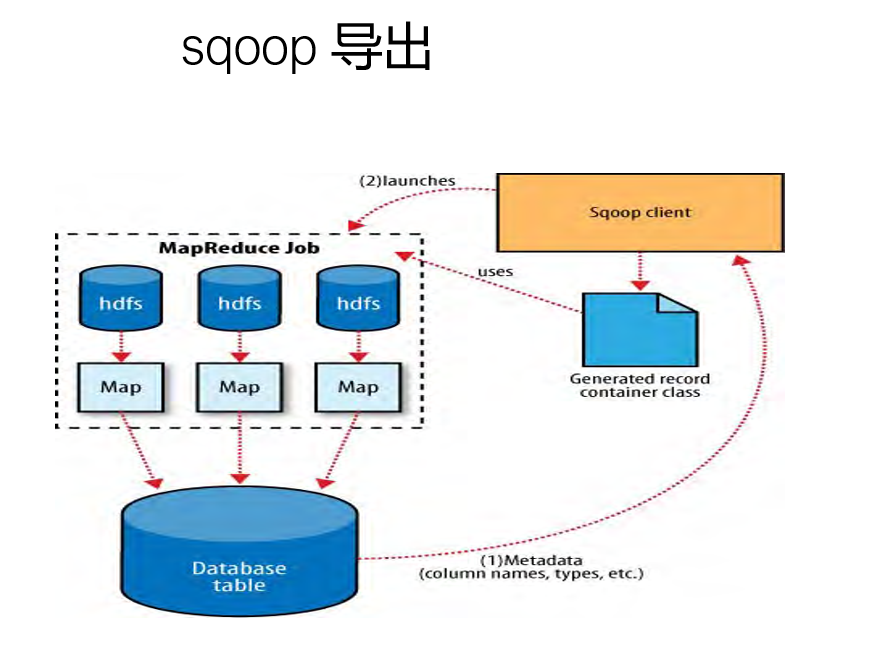 sqoop 导出
(2)launches
Sqoop client
MapReduce Job
uses
hdfs
hdfs
hdfs
Map
Map
Map
Generated record
container class
Database
table
(1)Metadata
(column names, types, etc.)